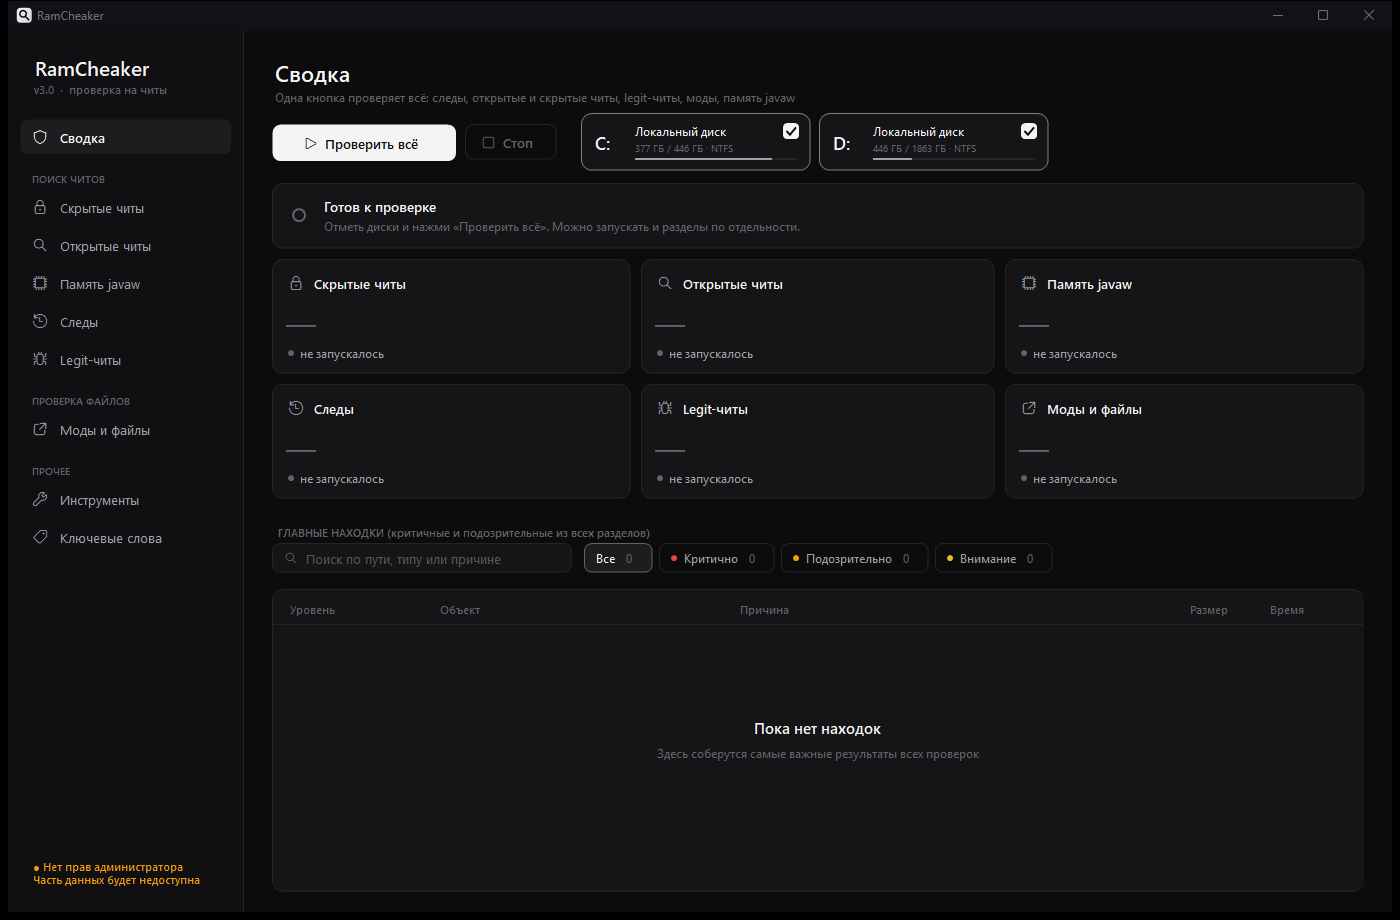 RamCheaker
RamCheaker
v3.0 · проверка на читы
Сводка
ПОИСК ЧИТОВ
Скрытые читы
Открытые читы
Память javaw
Следы
Legit-читы
ПРОВЕРКА ФАЙЛОВ
Моды и файлы
ПРОЧЕЕ
Инструменты
Ключевые слова
● Нет прав администратора
Часть данных будет недоступна
Сводка
Одна кнопка проверяет всё: следы, открытые и скрытые читы, legit-читы, моды, память javaw
Проверить всё
Стоп
C:
Локальный диск
377 ГБ / 446 ГБ · NTFS
D:
Локальный диск
446 ГБ / 1863 ГБ · NTFS
Готов к проверке
Отметь диски и нажми «Проверить всё». Можно запускать и разделы по отдельности.
Скрытые читы
не запускалось
Открытые читы
не запускалось
Память javaw
не запускалось
Следы
не запускалось
Legit-читы
не запускалось
Моды и файлы
не запускалось
ГЛАВНЫЕ НАХОДКИ (критичные и подозрительные из всех разделов)
Поиск по пути, типу или причине
Все 0
Критично 0
Подозрительно 0
Внимание 0
Уровень Объект Причина Размер Время
Пока нет находок
Здесь соберутся самые важные результаты всех проверок